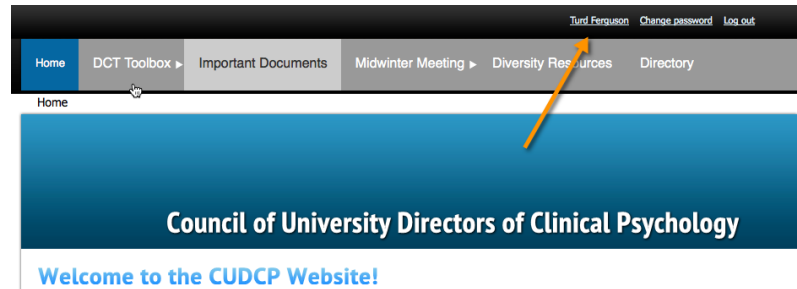 Turd Ferguson Change password Log out
Home DCT Toolbox ▸ Important Documents Midwinter Meeting ▸ Diversity Resources Directory
Home
Council of University Directors of Clinical Psychology
Welcome to the CUDCP Website!